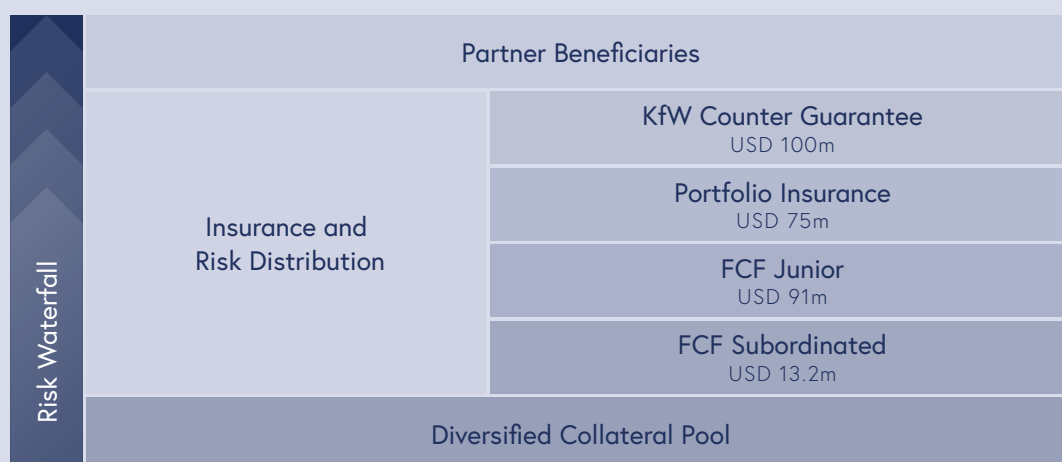 Risk Waterfall
Partner Beneficiaries
Insurance and
Risk Distribution
KfW Counter Guarantee
USD 100m
Portfolio Insurance
USD 75m
FCF Junior
USD 91m
FCF Subordinated
USD 13.2m
Diversified Collateral Pool